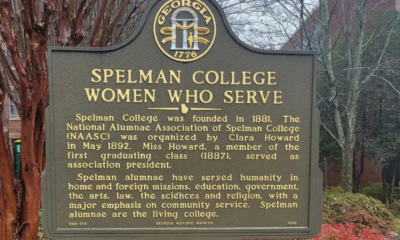 GEORGIA
1776
SPELMAN COLLEGE
WOMEN WHO SERVE
Spelman College was founded in 1881. The
National Alumnae Association of Spelman College
(NAASC) was organized by Clara Howard
in May 1892. Miss Howard, a member of the
first graduating class (1887), served as
association president.
Spelman alumnae have served humanity in
home and foreign missions, education, government,
the arts, law, the sciences and religion, with a
major emphasis on community service. Spelman
alumnae are the living college.
GEORGIA HISTORIC MARKER